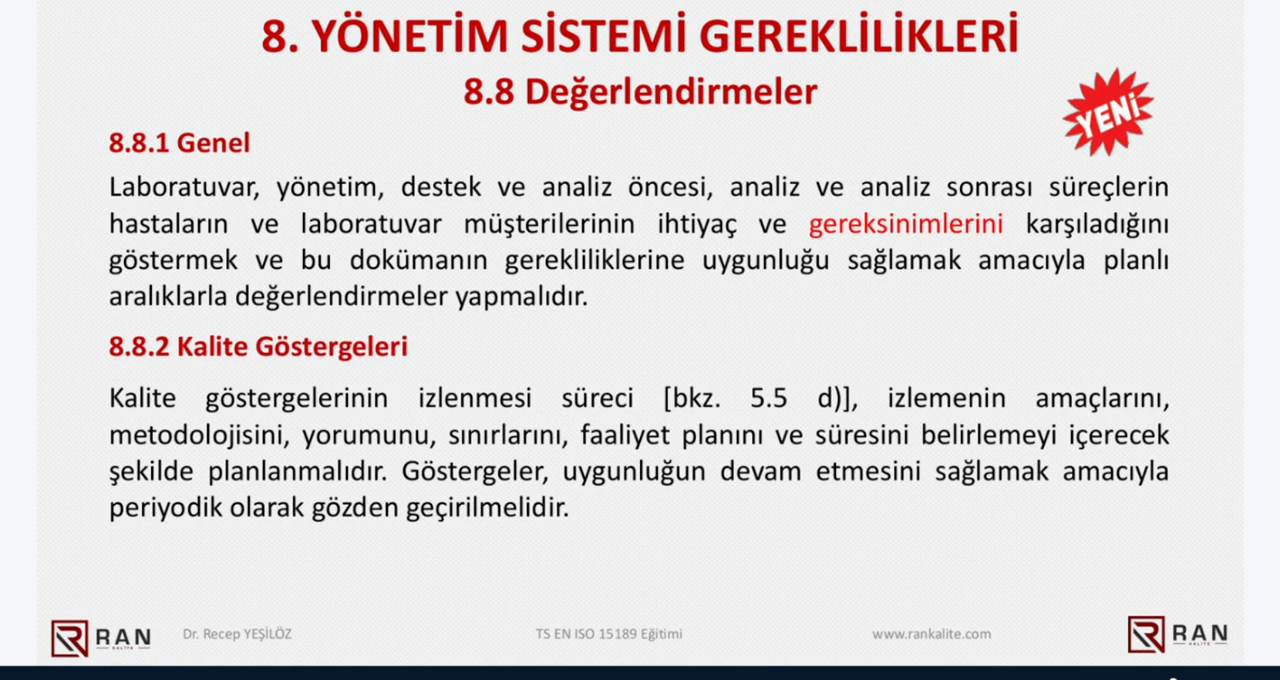 8. YÖNETİM SİSTEMİ GEREKLİLİKLERİ
8.8 Değerlendirmeler
YENİ
8.8.1 Genel
Laboratuvar, yönetim, destek ve analiz öncesi, analiz ve analiz sonrası süreçlerin
hastaların ve laboratuvar müşterilerinin ihtiyaç ve gereksinimlerini karşıladığını
göstermek ve bu dokümanın gerekliliklerine uygunluğu sağlamak amacıyla planlı
aralıklarla değerlendirmeler yapmalıdır.
8.8.2 Kalite Göstergeleri
Kalite göstergelerinin izlenmesi süreci [bkz. 5.5 d)], izlemenin amaçlarını,
metodolojisini, yorumunu, sınırlarını, faaliyet planını ve süresini belirlemeyi içerecek
şekilde planlanmalıdır. Göstergeler, uygunluğun devam etmesini sağlamak amacıyla
periyodik olarak gözden geçirilmelidir.
RAN
KALİTE
Dr. Recep YEŞİLÖZ
TS EN ISO 15189 Eğitimi
www.rankalite.com
RAN
KALİTE